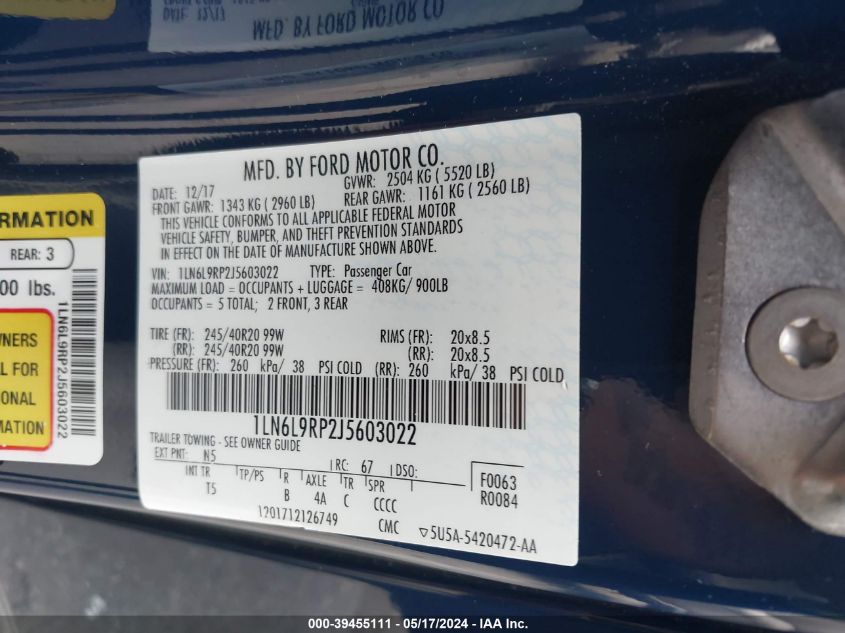 MFD. BY FORD MOTOR CO.
MFD. BY FORD MOTOR CO.
DATE: 12/17 GVWR: 2504 KG ( 5520 LB)
FRONT GAWR: 1343 KG ( 2960 LB) REAR GAWR: 1161 KG ( 2560 LB)
THIS VEHICLE CONFORMS TO ALL APPLICABLE FEDERAL MOTOR
VEHICLE SAFETY, BUMPER, AND THEFT PREVENTION STANDARDS
IN EFFECT ON THE DATE OF MANUFACTURE SHOWN ABOVE.
VIN: 1LN6L9RP2J5603022 TYPE: Passenger Car
MAXIMUM LOAD = OCCUPANTS + LUGGAGE = 408KG/ 900LB
OCCUPANTS = 5 TOTAL; 2 FRONT, 3 REAR
TIRE (FR): 245/40R20 99W RIMS (FR): 20x8.5
(RR): 245/40R20 99W (RR): 20x8.5
PRESSURE (FR): 260 kPa/ 38 PSI COLD (RR): 260 kPa/ 38 PSI COLD
1LN6L9RP2J5603022
TRAILER TOWING - SEE OWNER GUIDE
EXT PNT: N5 RC: 67 DSO: F0063
INT TR TP/PS R AXLE TR SPR R0084
T5 B 4A C CCCC
1201712126749 CMC 5U5A-5420472-AA
FORMATION
REAR: 3
00 lbs.
WNERS
L FOR
IONAL
MATION
1LN6L9RP2J5603022
000-39455111 - 05/17/2024 - IAA Inc.